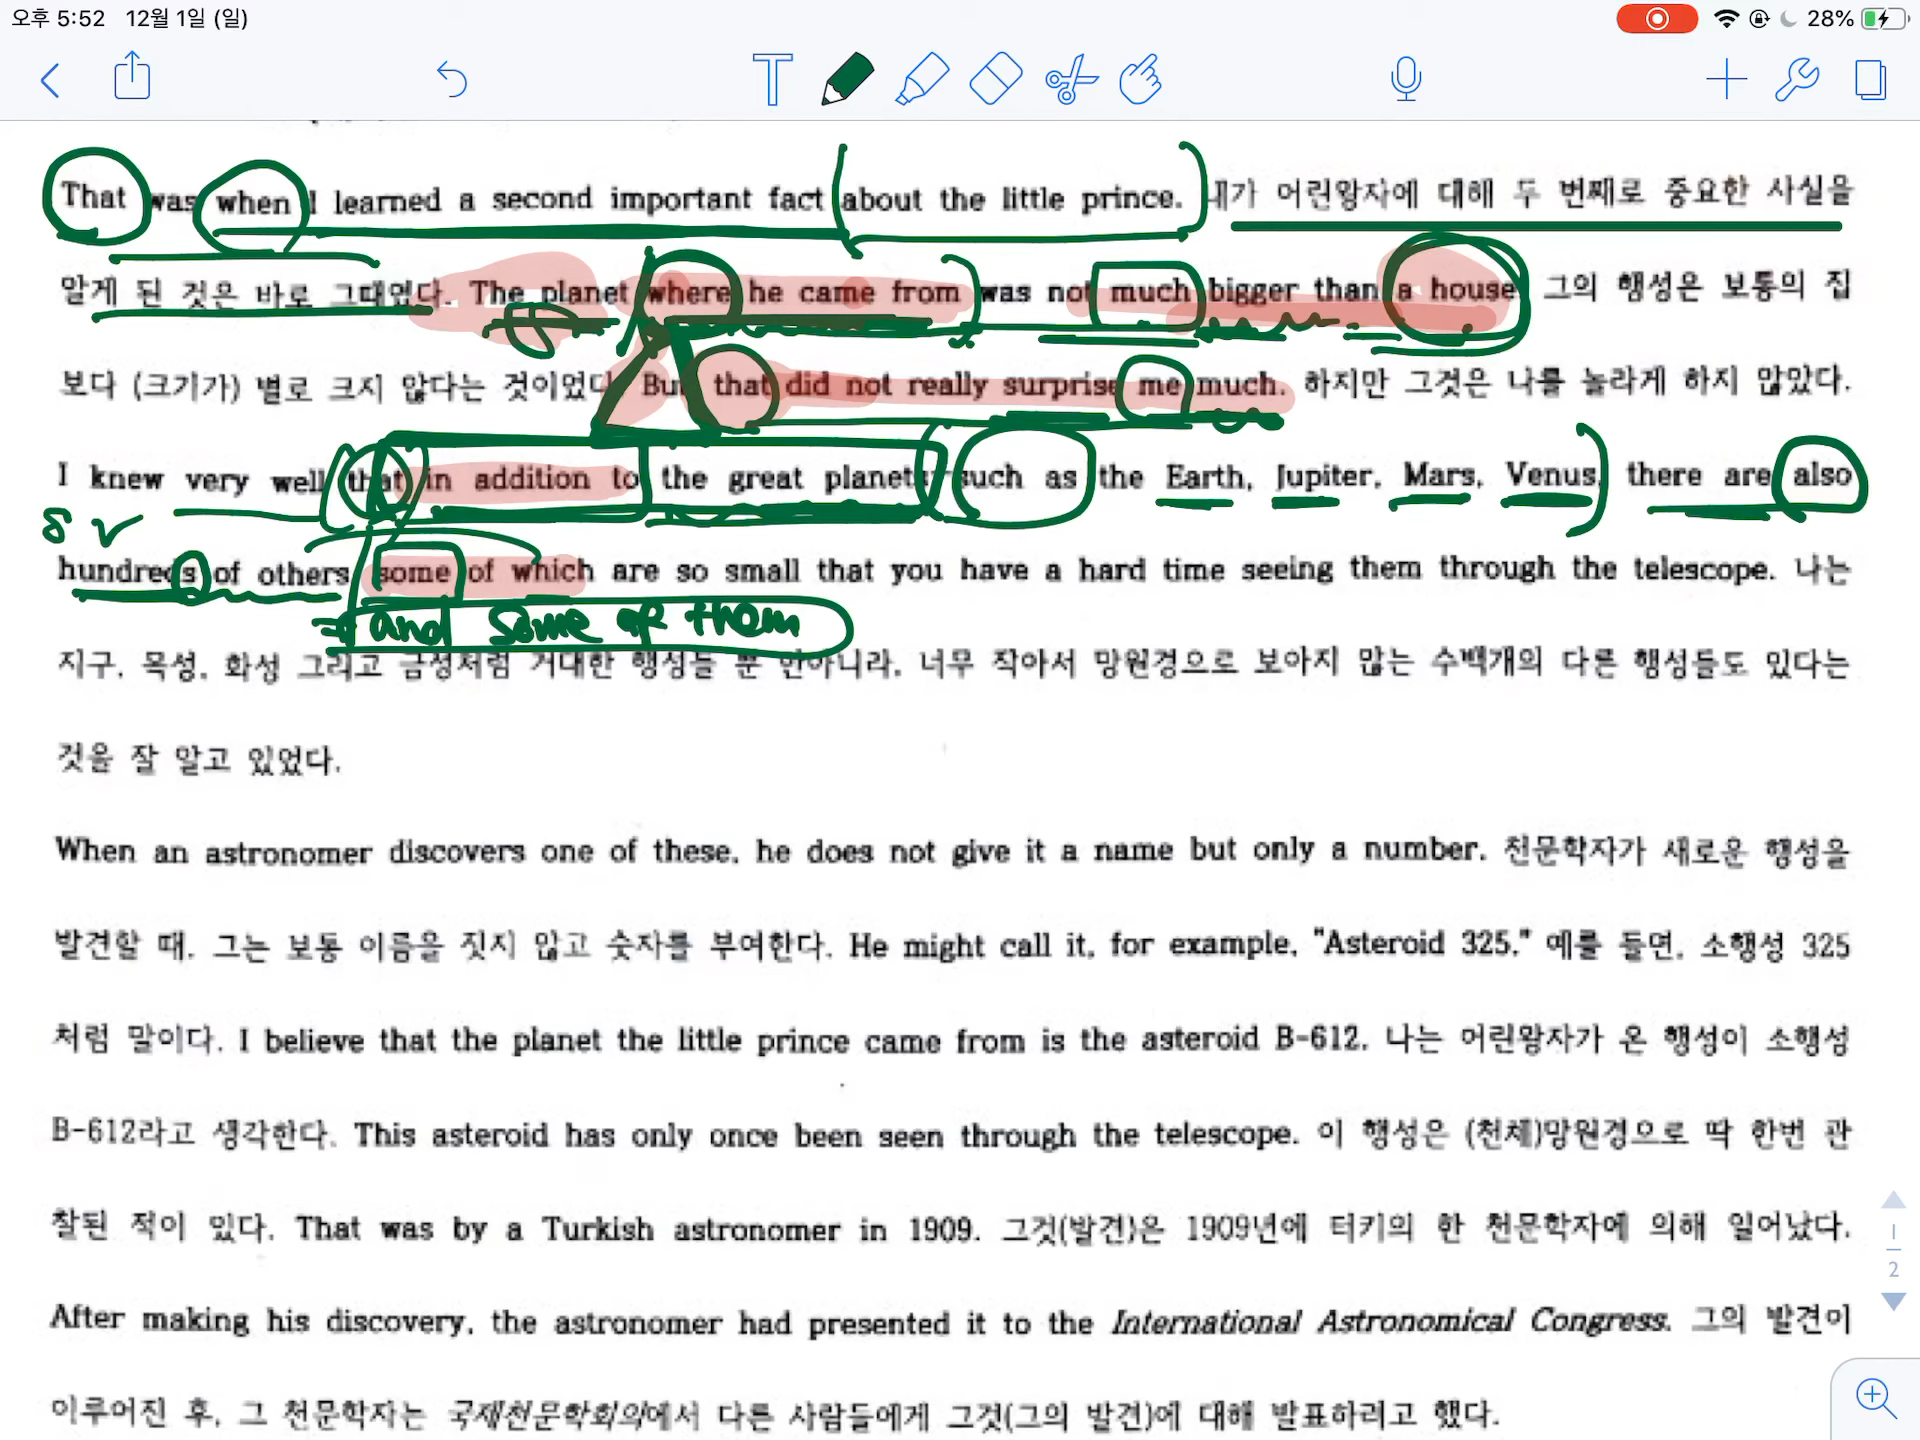 오후 5:52 12월 1일 (일) 28%
T
That was when I learned a second important fact about the little prince. 내가 어린왕자에 대해 두 번째로 중요한 사실을
알게 된 것은 바로 그때였다. The planet where he came from was not much bigger than a house. 그의 행성은 보통의 집
보다 (크기가) 별로 크지 않다는 것이었다. But that did not really surprise me much. 하지만 그것은 나를 놀라게 하지 않았다.
I knew very well that in addition to the great planets such as the Earth, Jupiter, Mars, Venus, there are also
S V
hundreds of others some of which are so small that you have a hard time seeing them through the telescope. 나는
⇒ and some of them
지구, 목성, 화성 그리고 금성처럼 거대한 행성들 뿐 만아니라, 너무 작아서 망원경으로 보아지 않는 수백개의 다른 행성들도 있다는
것을 잘 알고 있었다.
When an astronomer discovers one of these, he does not give it a name but only a number. 천문학자가 새로운 행성을
발견할 때, 그는 보통 이름을 짓지 않고 숫자를 부여한다. He might call it, for example, "Asteroid 325." 예를 들면, 소행성 325
처럼 말이다. I believe that the planet the little prince came from is the asteroid B-612. 나는 어린왕자가 온 행성이 소행성
B-612라고 생각한다. This asteroid has only once been seen through the telescope. 이 행성은 (천체)망원경으로 딱 한번 관
찰된 적이 있다. That was by a Turkish astronomer in 1909. 그것(발견)은 1909년에 터키의 한 천문학자에 의해 일어났다.
After making his discovery, the astronomer had presented it to the International Astronomical Congress. 그의 발견이
이루어진 후, 그 천문학자는 국제천문학회의에서 다른 사람들에게 그것(그의 발견)에 대해 발표하려고 했다.
1
2